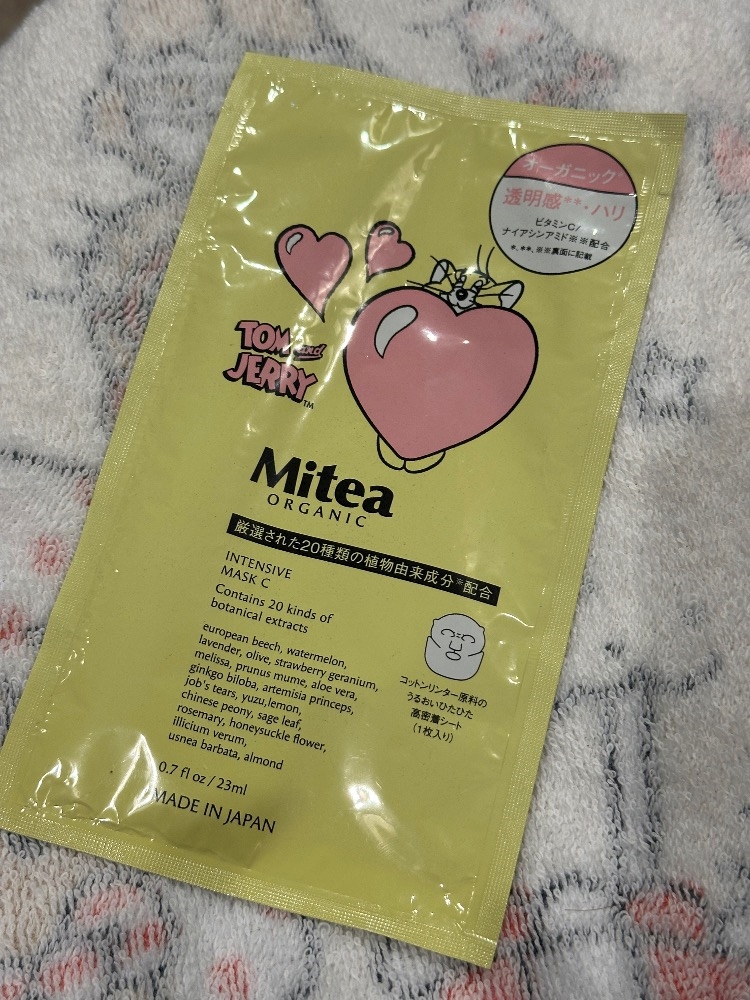 オーガニック*
透明感**・ハリ
ビタミンC/
ナイアシンアミド※※配合
*、**、※※裏面に記載
TOM and
JERRY™
Mitea
ORGANIC
厳選された20種類の植物由来成分※配合
INTENSIVE
MASK C
Contains 20 kinds of
botanical extracts
european beech, watermelon,
lavender, olive, strawberry geranium,
melissa, prunus mume, aloe vera,
ginkgo biloba, artemisia princeps,
job's tears, yuzu,lemon,
chinese peony, sage leaf,
rosemary, honeysuckle flower,
illicium verum,
usnea barbata, almond
0.7 fl oz / 23ml
MADE IN JAPAN
コットンリンター原料の
うるおいひたひた
高密着シート
(1枚入り)